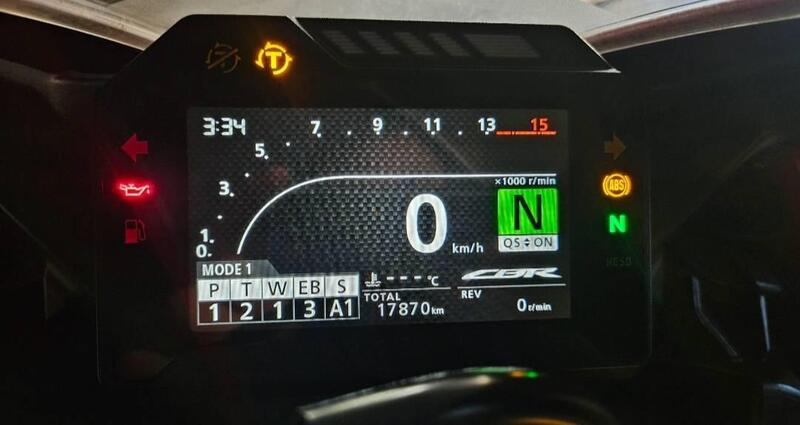 T
3:34
7 . 9 . 11 . 13 . 15
5
3
1
0
×1000 r/min
ABS
0 km/h
N
N
QS ON
MODE 1
P T W EB S
1 2 1 3 A1
---- °C
CBR
TOTAL
17870 km
REV
0 r/min